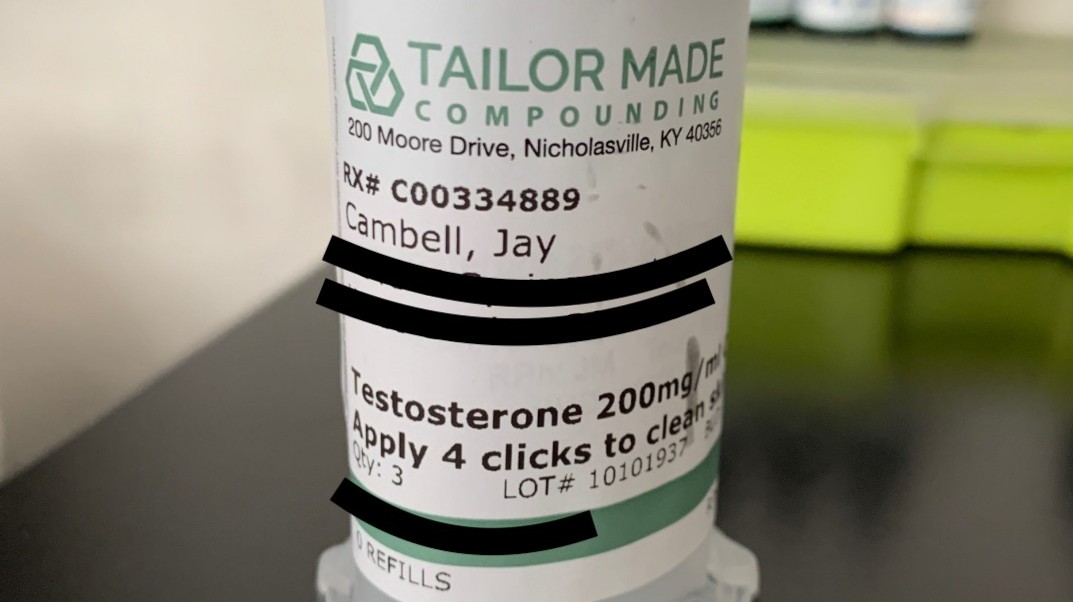 TAILOR MADE
COMPOUNDING
200 Moore Drive, Nicholasville, KY 40356
RX# C00334889
Cambell, Jay
Testosterone 200mg/ml
Apply 4 clicks to clean
Qty: 3 LOT# 10101937
0 REFILLS